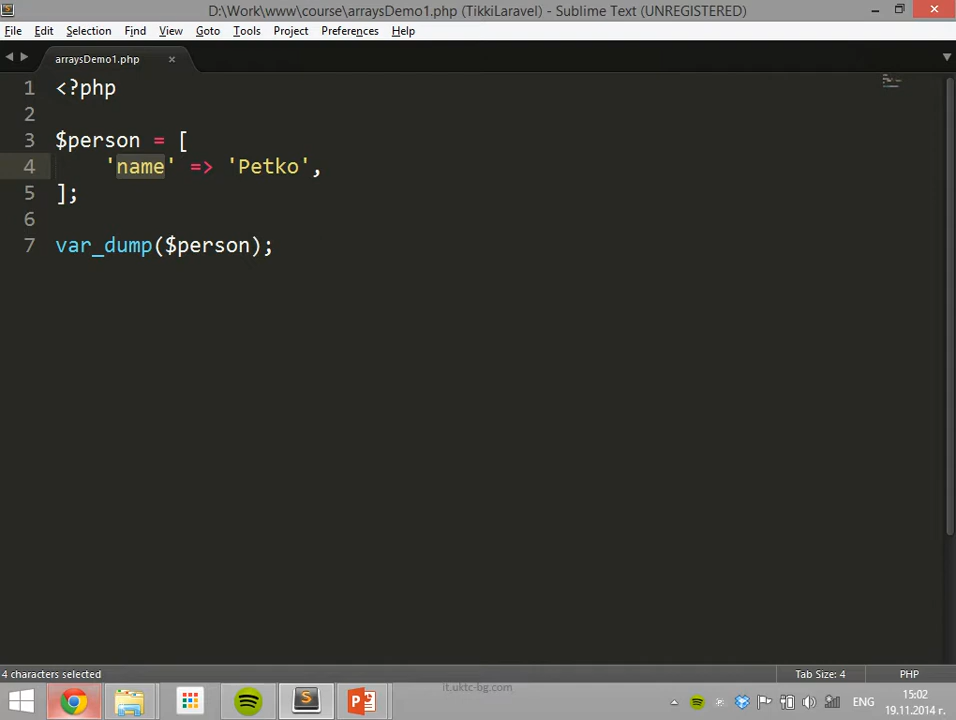 D:\Work\www\course\arraysDemo1.php (TikkiLaravel) - Sublime Text (UNREGISTERED)
File Edit Selection Find View Goto Tools Project Preferences Help
arraysDemo1.php
1 <?php
2
3 $person = [
4 'name' => 'Petko',
5 ];
6
7 var_dump($person);
4 characters selected Tab Size: 4 PHP
it.uktc-bg.com
ЕНГ
15:02
19.11.2014 г.